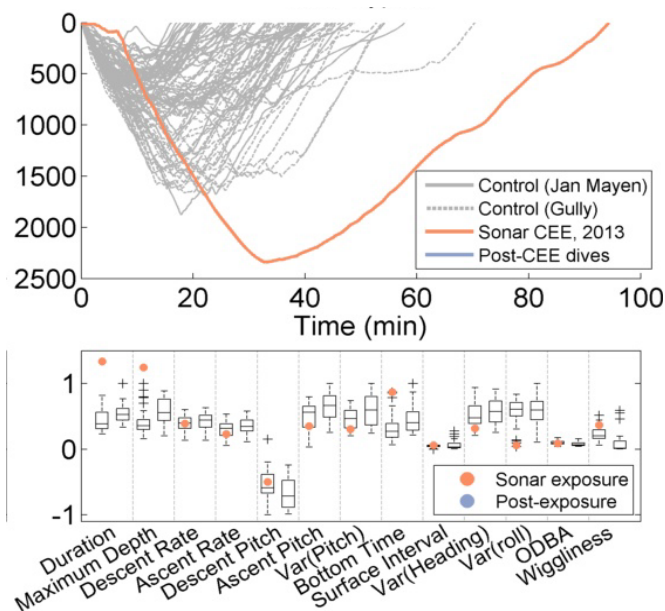 0
500
1000
1500
2000
2500
Control (Jan Mayen)
Control (Gully)
Sonar CEE, 2013
Post-CEE dives
0 20 40 60 80 100
Time (min)
1
0
-1
Sonar exposure
Post-exposure
Duration
Maximum Depth
Descent Rate
Ascent Rate
Descent Pitch
Ascent Pitch
Var(Pitch)
Bottom Time
Surface Interval
Var(Heading)
Var(roll)
ODBA
Wiggliness